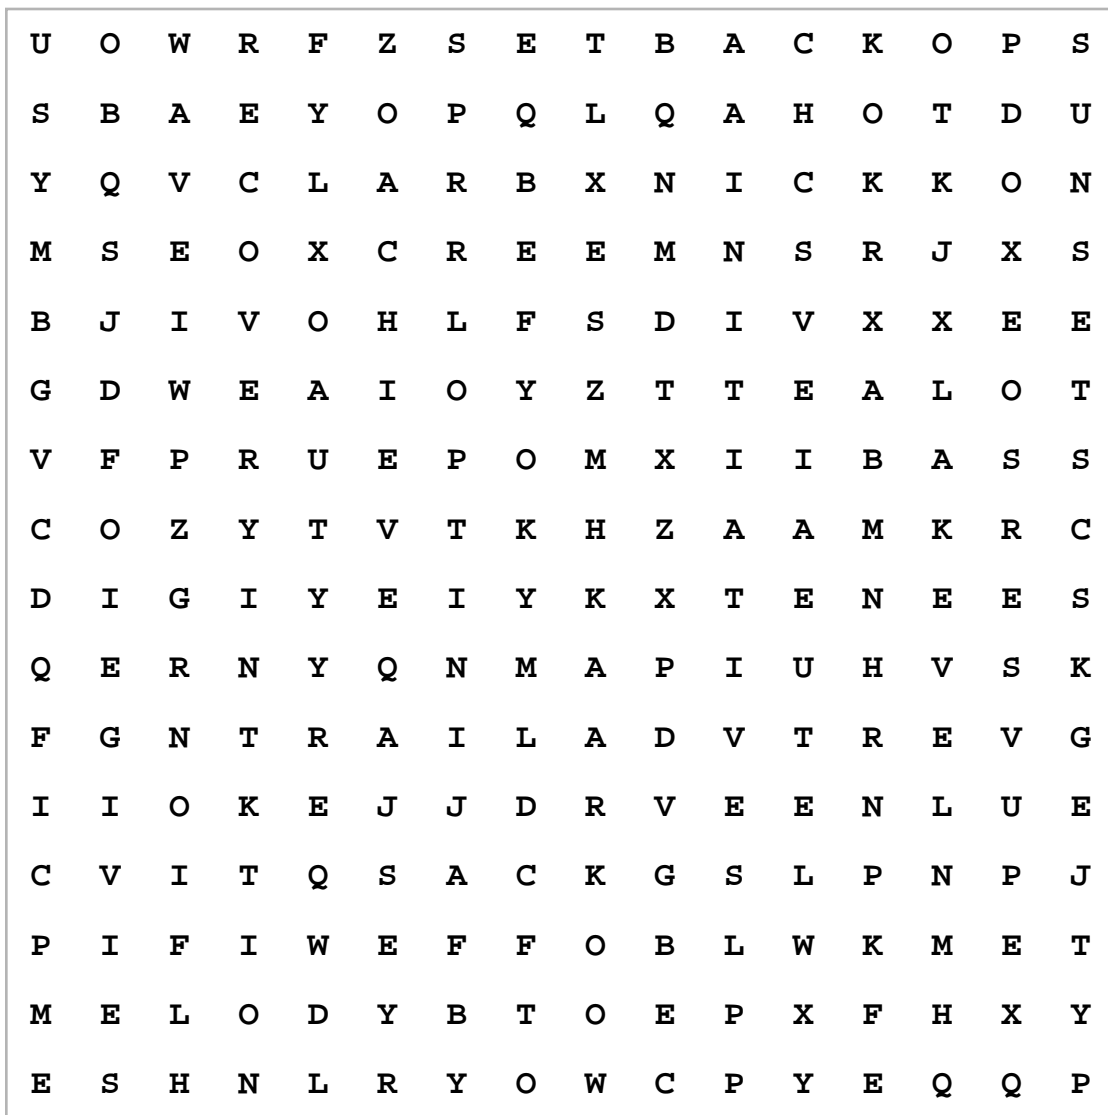 U O W R F Z S E T B A C K O P S
S B A E Y O P Q L Q A H O T D U
Y Q V C L A R B X N I C K K O N
M S E O X C R E E M N S R J X S
B J I V O H L F S D I V X X E E
G D W E A I O Y Z T T E A L O T
V F P R U E P O M X I I B A S S
C O Z Y T V T K H Z A A M K R C
D I G I Y E I Y K X T E N E E S
Q E R N Y Q N M A P I U H V S K
F G N T R A I L A D V T R E V G
I I O K E J J D R V E E N L U E
C V I T Q S A C K G S L P N P J
P I F I W E F F O B L W K M E T
M E L O D Y B T O E P X F H X Y
E S H N L R Y O W C P Y E Q Q P